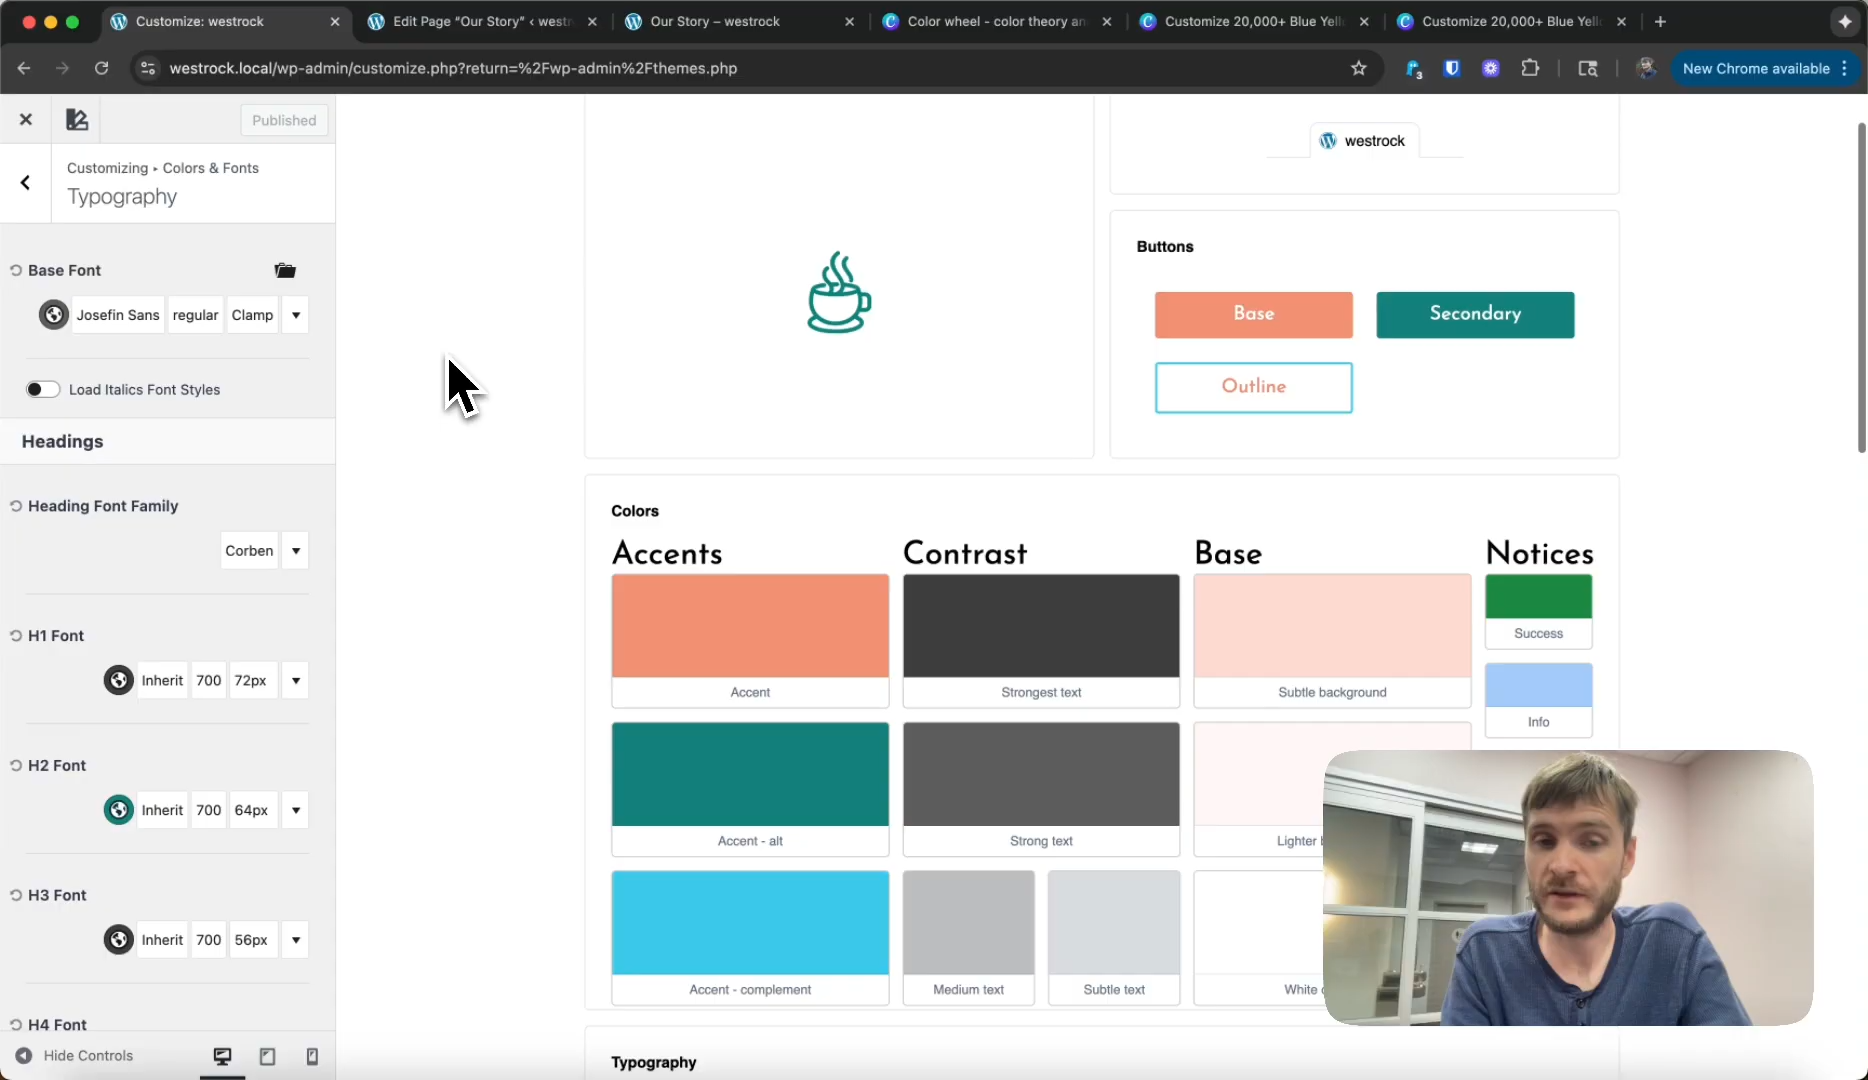 Customize: westrock
Edit Page "Our Story" ‹ westr
Our Story – westrock
Color wheel - color theory an
Customize 20,000+ Blue Yell
Customize 20,000+ Blue Yell
westrock.local/wp-admin/customize.php?return=%2Fwp-admin%2Fthemes.php
3
New Chrome available
Published
Customizing ▸ Colors & Fonts
Typography
Base Font
Josefin Sans
regular
Clamp
Load Italics Font Styles
Headings
Heading Font Family
Corben
H1 Font
Inherit
700
72px
H2 Font
Inherit
700
64px
H3 Font
Inherit
700
56px
H4 Font
Hide Controls
westrock
Buttons
Base
Secondary
Outline
Colors
Accents
Contrast
Base
Notices
Accent
Strongest text
Subtle background
Success
Info
Accent - alt
Strong text
Lighter
Accent - complement
Medium text
Subtle text
White
Typography